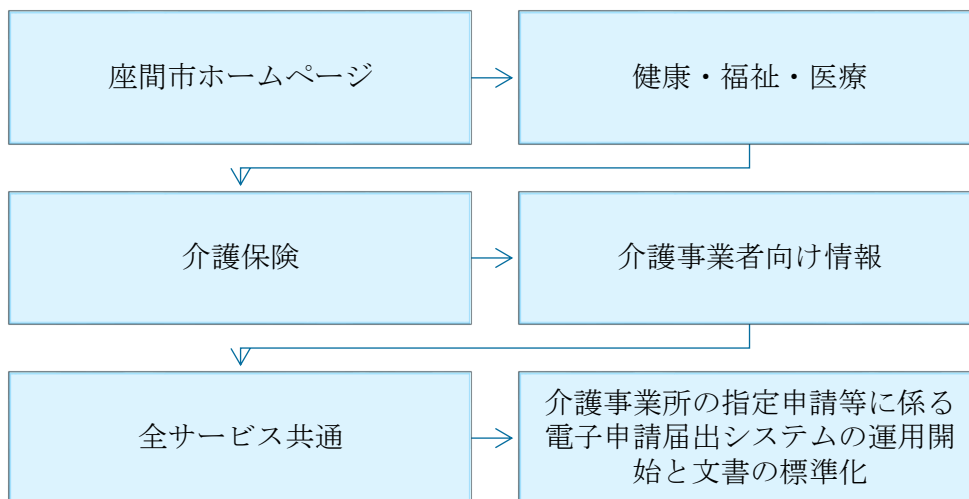 座間市ホームページ
健康・福祉・医療
介護保険
介護事業者向け情報
全サービス共通
介護事業所の指定申請等に係る
電子申請届出システムの運用開
始と文書の標準化